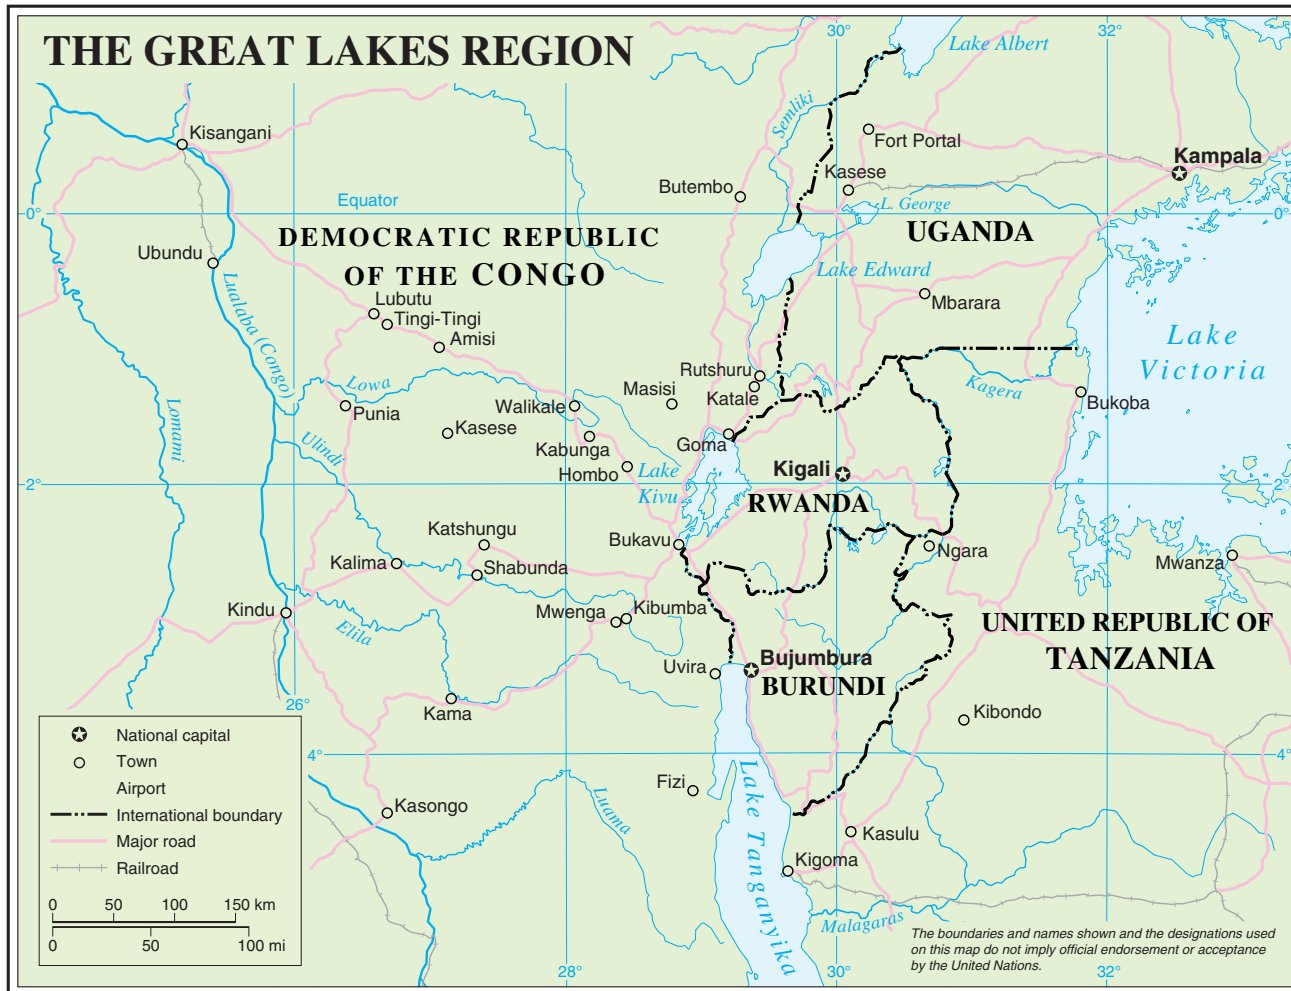 THE GREAT LAKES REGION
30°
32°
Lake Albert
Semliki
Kisangani
Fort Portal
Kampala
Kasese
Butembo
L. George
0°
Equator
0°
DEMOCRATIC REPUBLIC
OF THE CONGO
UGANDA
Ubundu
Lake Edward
Lualaba (Congo)
Mbarara
Lubutu
Tingi-Tingi
Amisi
Lake
Victoria
Rutshuru
Lowa
Masisi
Katale
Kagera
Lomami
Punia
Walikale
Bukoba
Kasese
Goma
Ulindi
Kabunga
Hombo
Lake
Kivu
Kigali
2°
2°
RWANDA
Katshungu
Bukavu
Ngara
Kalima
Shabunda
Mwanza
Kindu
Mwenga
Kibumba
Elila
UNITED REPUBLIC OF
TANZANIA
Uvira
Bujumbura
BURUNDI
26°
Kama
Kibondo
National capital
Town
Airport
International boundary
Major road
Railroad
0 50 100 150 km
0 50 100 mi
4°
4°
Fizi
Luama
Lake Tanganyika
Kasongo
Kasulu
Kigoma
Malagaras
The boundaries and names shown and the designations used
on this map do not imply official endorsement or acceptance
by the United Nations.
28°
30°
32°